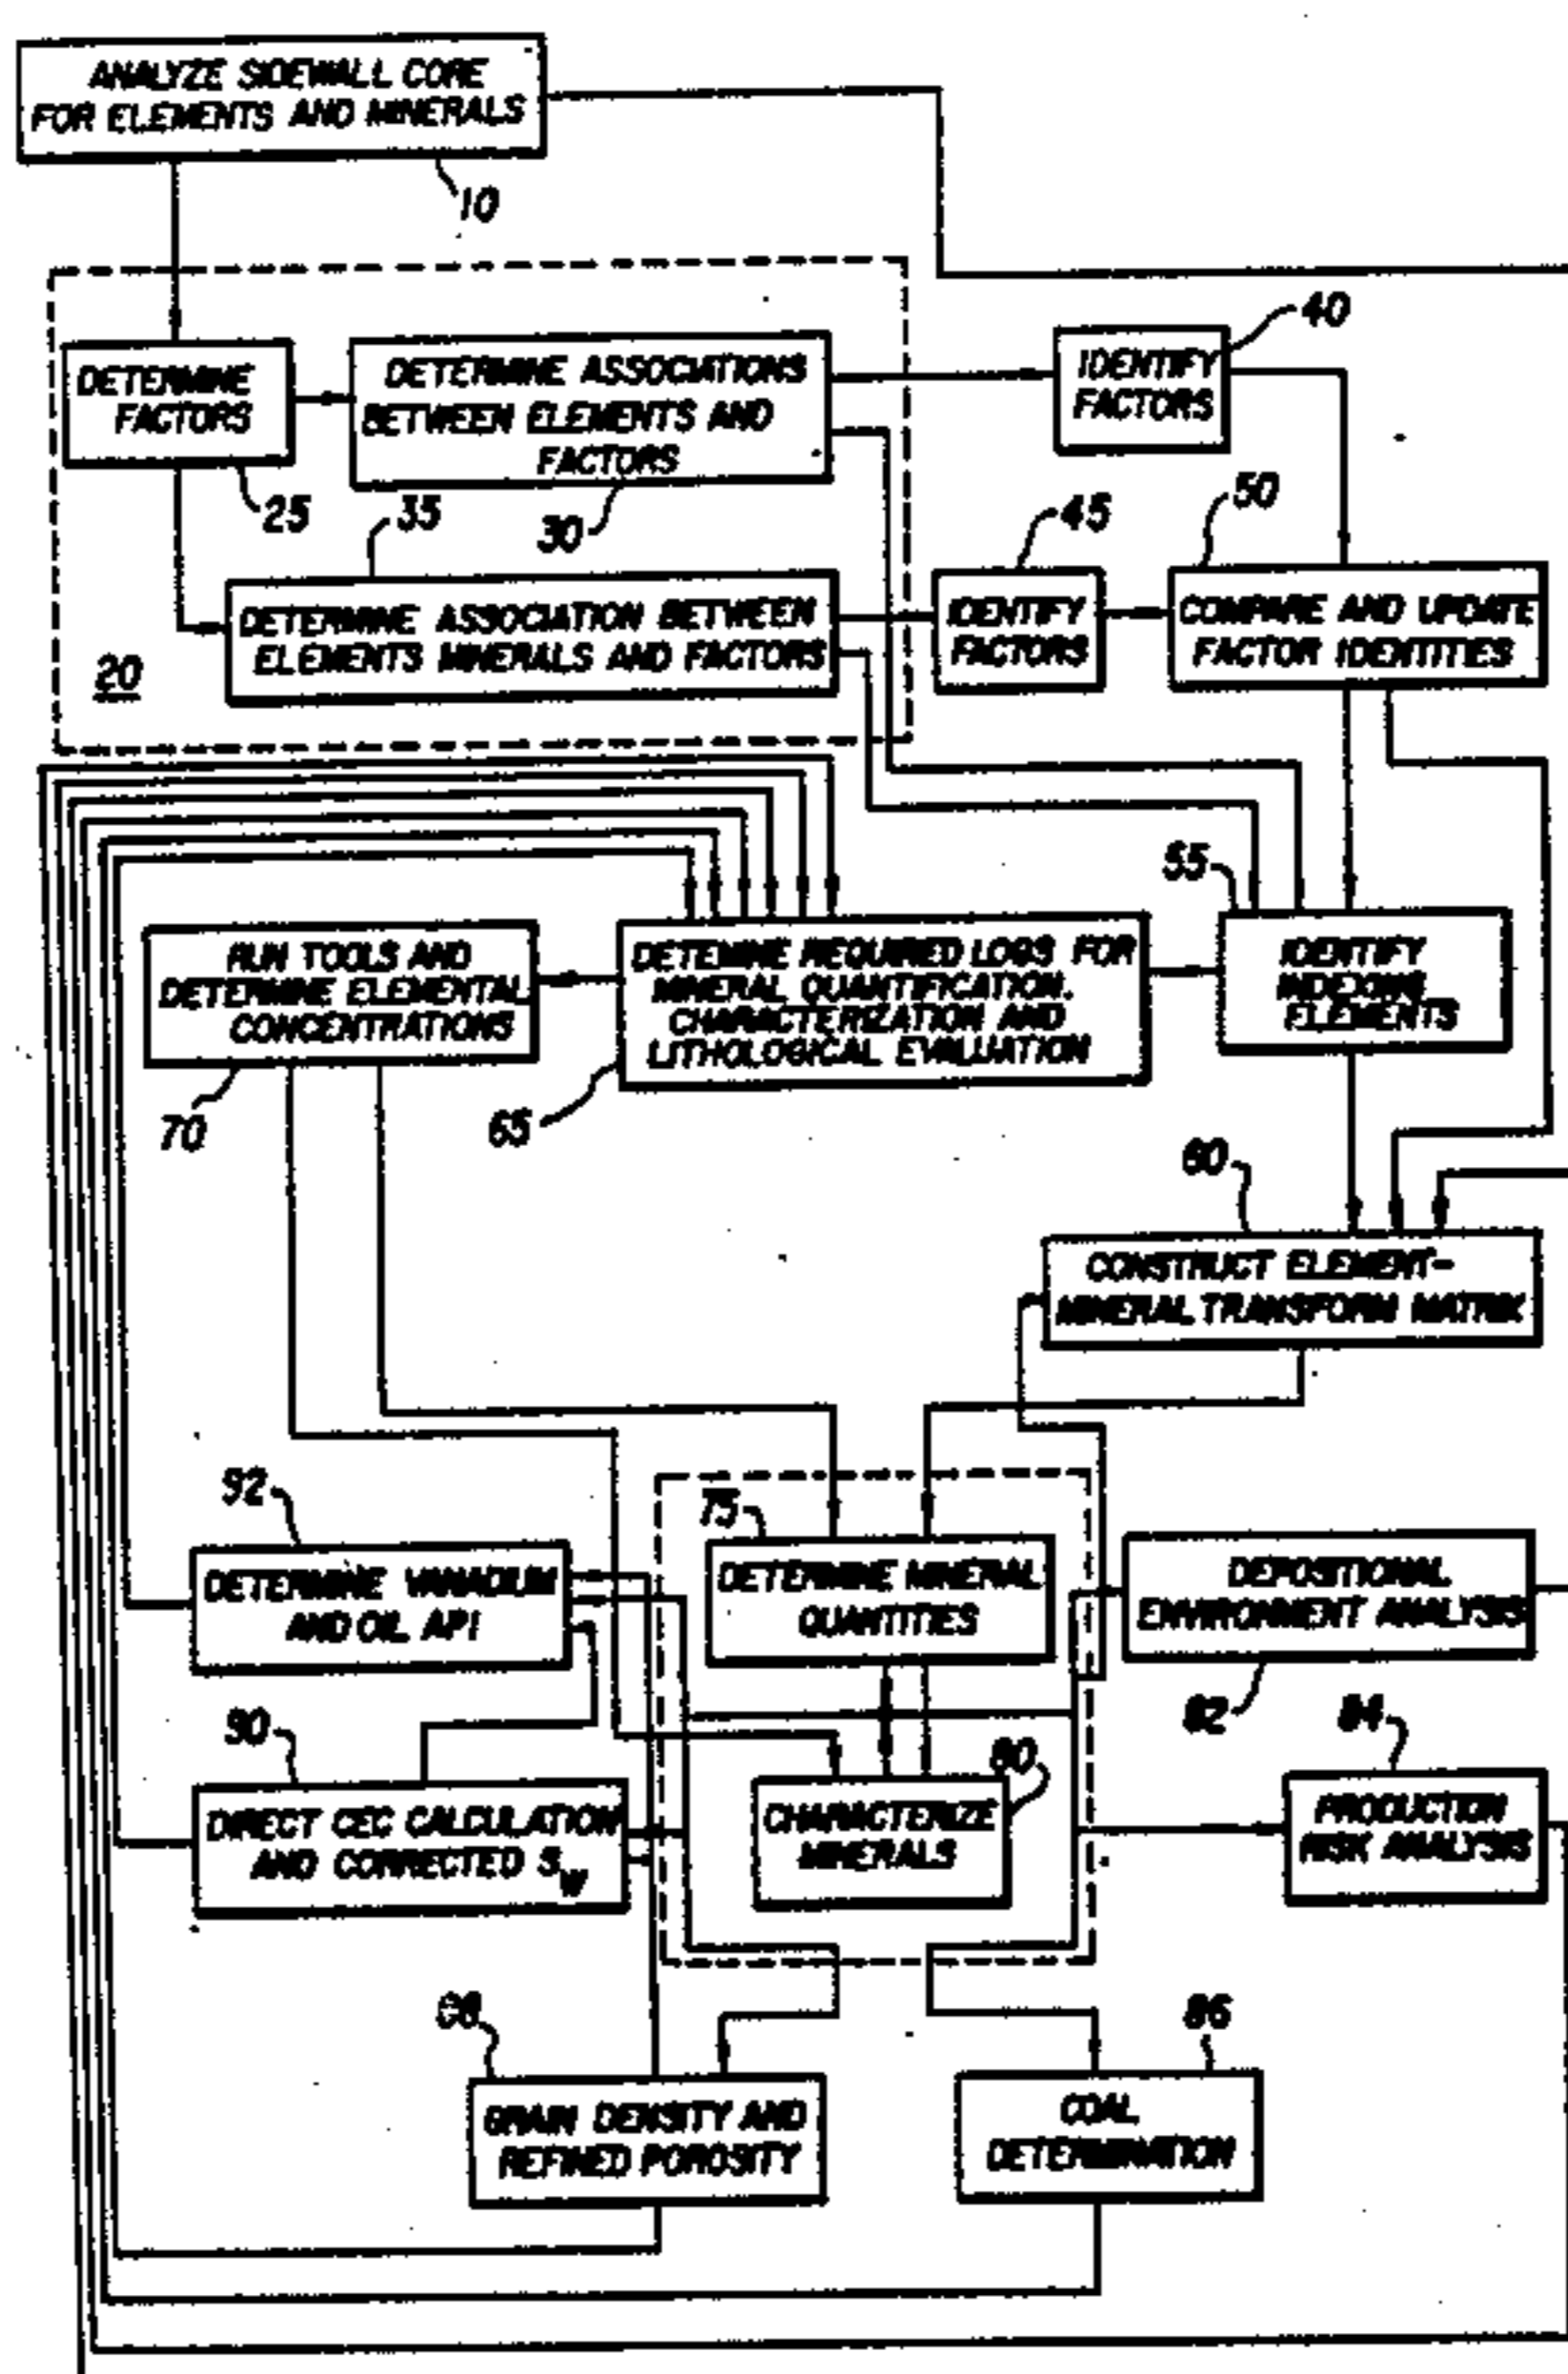 ANALYZE SIDEWALL CORE
FOR ELEMENTS AND MINERALS
10
DETERMINE
FACTORS
25
DETERMINE ASSOCIATIONS
BETWEEN ELEMENTS AND
FACTORS
30
IDENTIFY
FACTORS
40
35
DETERMINE ASSOCIATION BETWEEN
ELEMENTS MINERALS AND FACTORS
20
45
IDENTIFY
FACTORS
50
COMPARE AND UPDATE
FACTOR IDENTITIES
55
RUN TOOLS AND
DETERMINE ELEMENTAL
CONCENTRATIONS
70
DETEMINE REQUIRED LOGS FOR
MINERAL QUANTIFICATION,
CHARACTERIZATION AND
LITHOLOGICAL EVALUATION
65
IDENTIFY
INDEXING
ELEMENTS
60
CONSTRUCT ELEMENT-
MINERAL TRANSFORM MATRIX
92
DETERMINE VANADIUM
AND OIL API
75
DETERMINE MINERAL
QUANTITIES
DEPOSITIONAL
ENVIRONMENT ANALYSIS
82
90
DIRECT CEC CALCULATION
AND CORRECTED SW
80
CHARACTERIZE
MINERALS
84
PRODUCTION
RISK ANALYSIS
88
GRAIN DENSITY AND
REFINED POROSITY
86
COAL
DETERMINATION